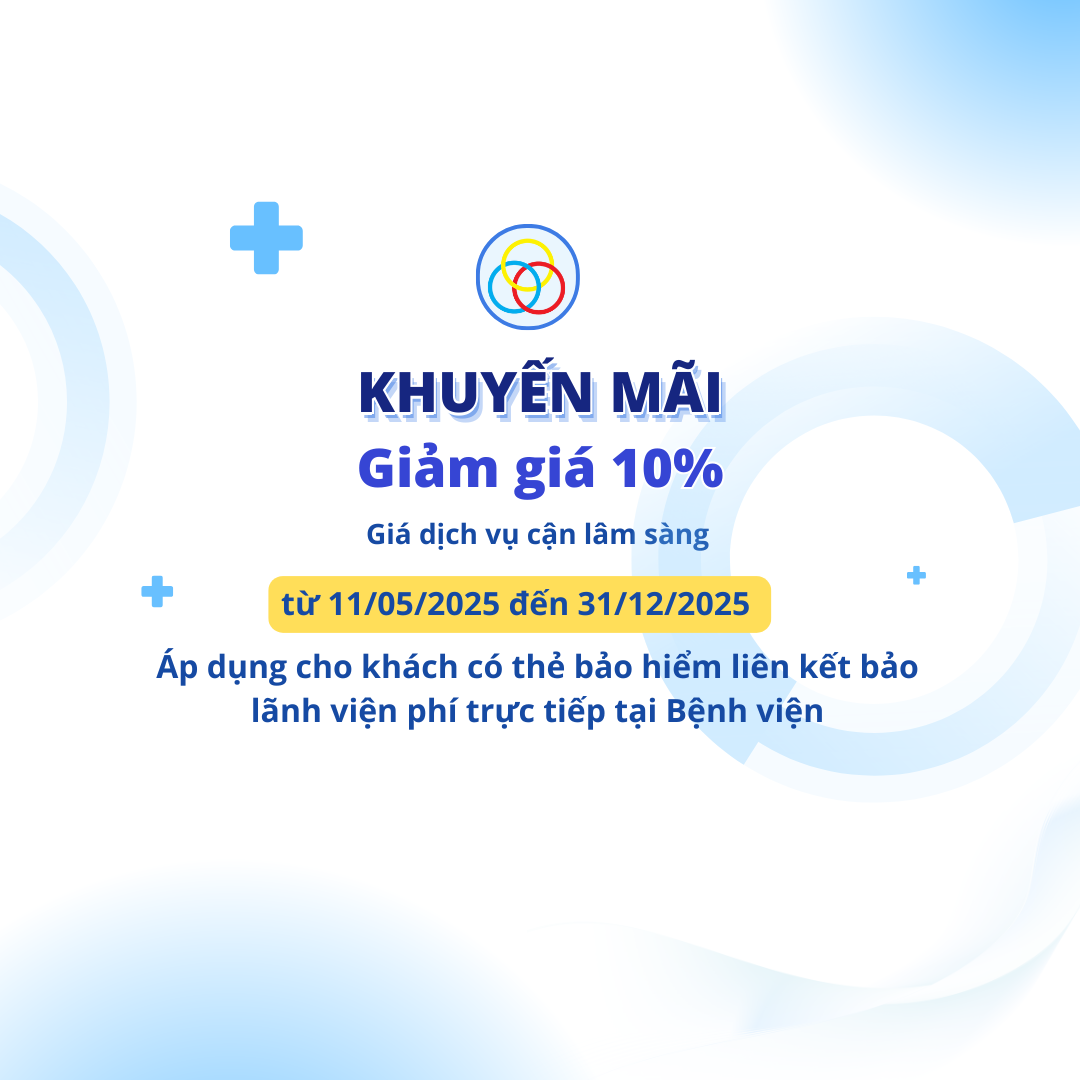 KHUYẾN MÃI
Giảm giá 10%
Giá dịch vụ cận lâm sàng
từ 11/05/2025 đến 31/12/2025
Áp dụng cho khách có thẻ bảo hiểm liên kết bảo
lãnh viện phí trực tiếp tại Bệnh viện